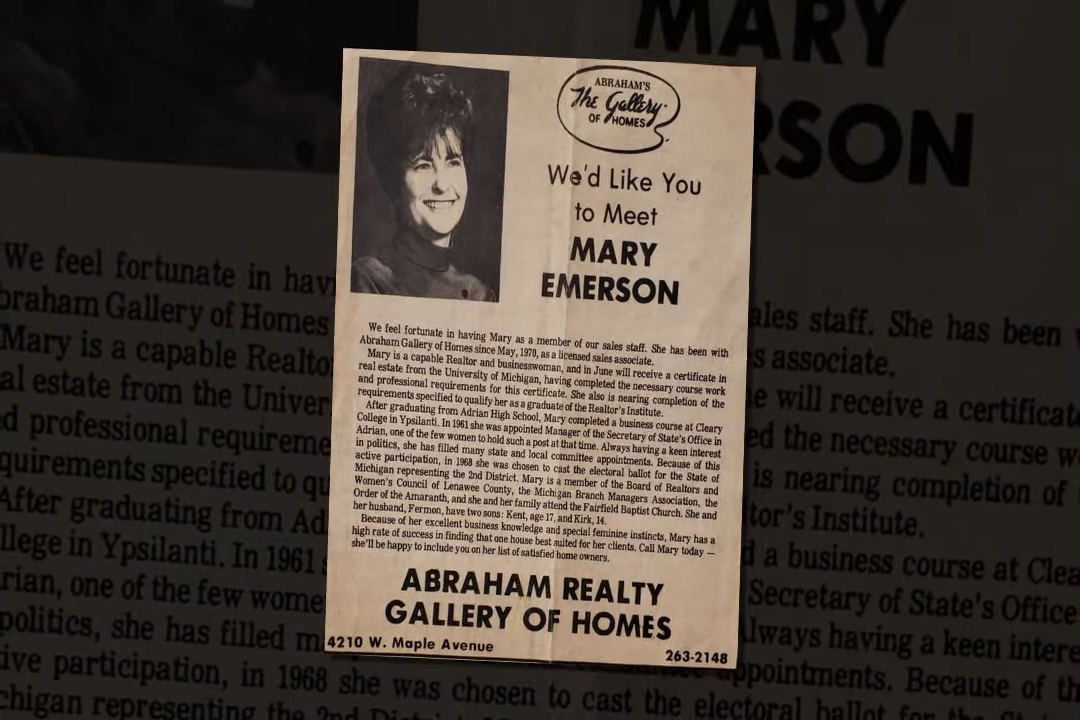 ABRAHAM'S
The Gallery
OF HOMES
We'd Like You
to Meet
MARY
EMERSON
We feel fortunate in having Mary as a member of our sales staff. She has been with
Abraham Gallery of Homes since May, 1970, as a licensed sales associate.
Mary is a capable Realtor and businesswoman, and in June will receive a certificate in
real estate from the University of Michigan, having completed the necessary course work
and professional requirements for this certificate. She also is nearing completion of the
requirements specified to qualify her as a graduate of the Realtor's Institute.
After graduating from Adrian High School, Mary completed a business course at Cleary
College in Ypsilanti. In 1961 she was appointed Manager of the Secretary of State's Office in
Adrian, one of the few women to hold such a post at that time. Always having a keen interest
in politics, she has filled many state and local committee appointments. Because of this
active participation, in 1968 she was chosen to cast the electoral ballot for the State of
Michigan representing the 2nd District. Mary is a member of the Board of Realtors and
Women's Council of Lenawee County, the Michigan Branch Managers Association, the
Order of the Amaranth, and she and her family attend the Fairfield Baptist Church. She and
her husband, Fermon, have two sons: Kent, age 17, and Kirk, 14.
Because of her excellent business knowledge and special feminine instincts, Mary has a
high rate of success in finding that one house best suited for her clients. Call Mary today —
she'll be happy to include you on her list of satisfied home owners.
ABRAHAM REALTY
GALLERY OF HOMES
4210 W. Maple Avenue
263-2148